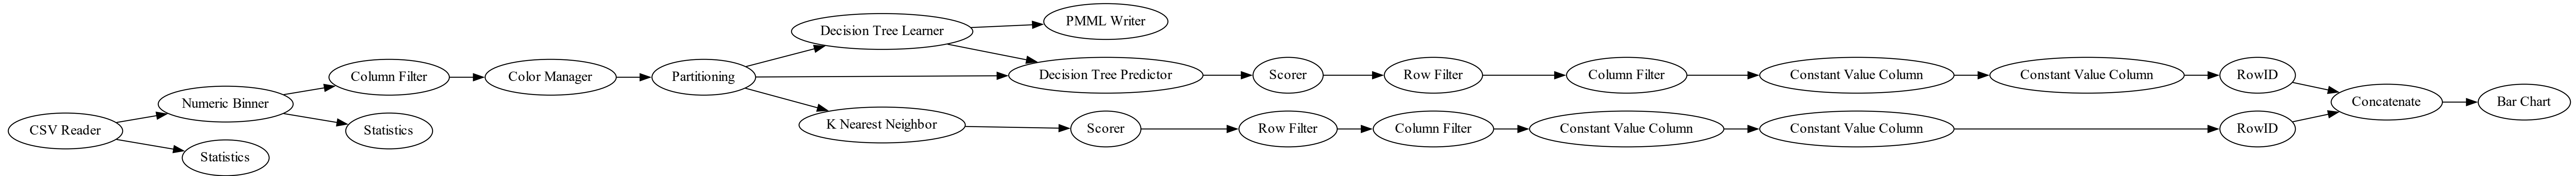 CSV Reader
Numeric Binner
Statistics
Column Filter
Statistics
Color Manager
Partitioning
Decision Tree Learner
K Nearest Neighbor
PMML Writer
Decision Tree Predictor
Scorer
Scorer
Row Filter
Row Filter
Column Filter
Column Filter
Constant Value Column
Constant Value Column
Constant Value Column
Constant Value Column
RowID
RowID
Concatenate
Bar Chart